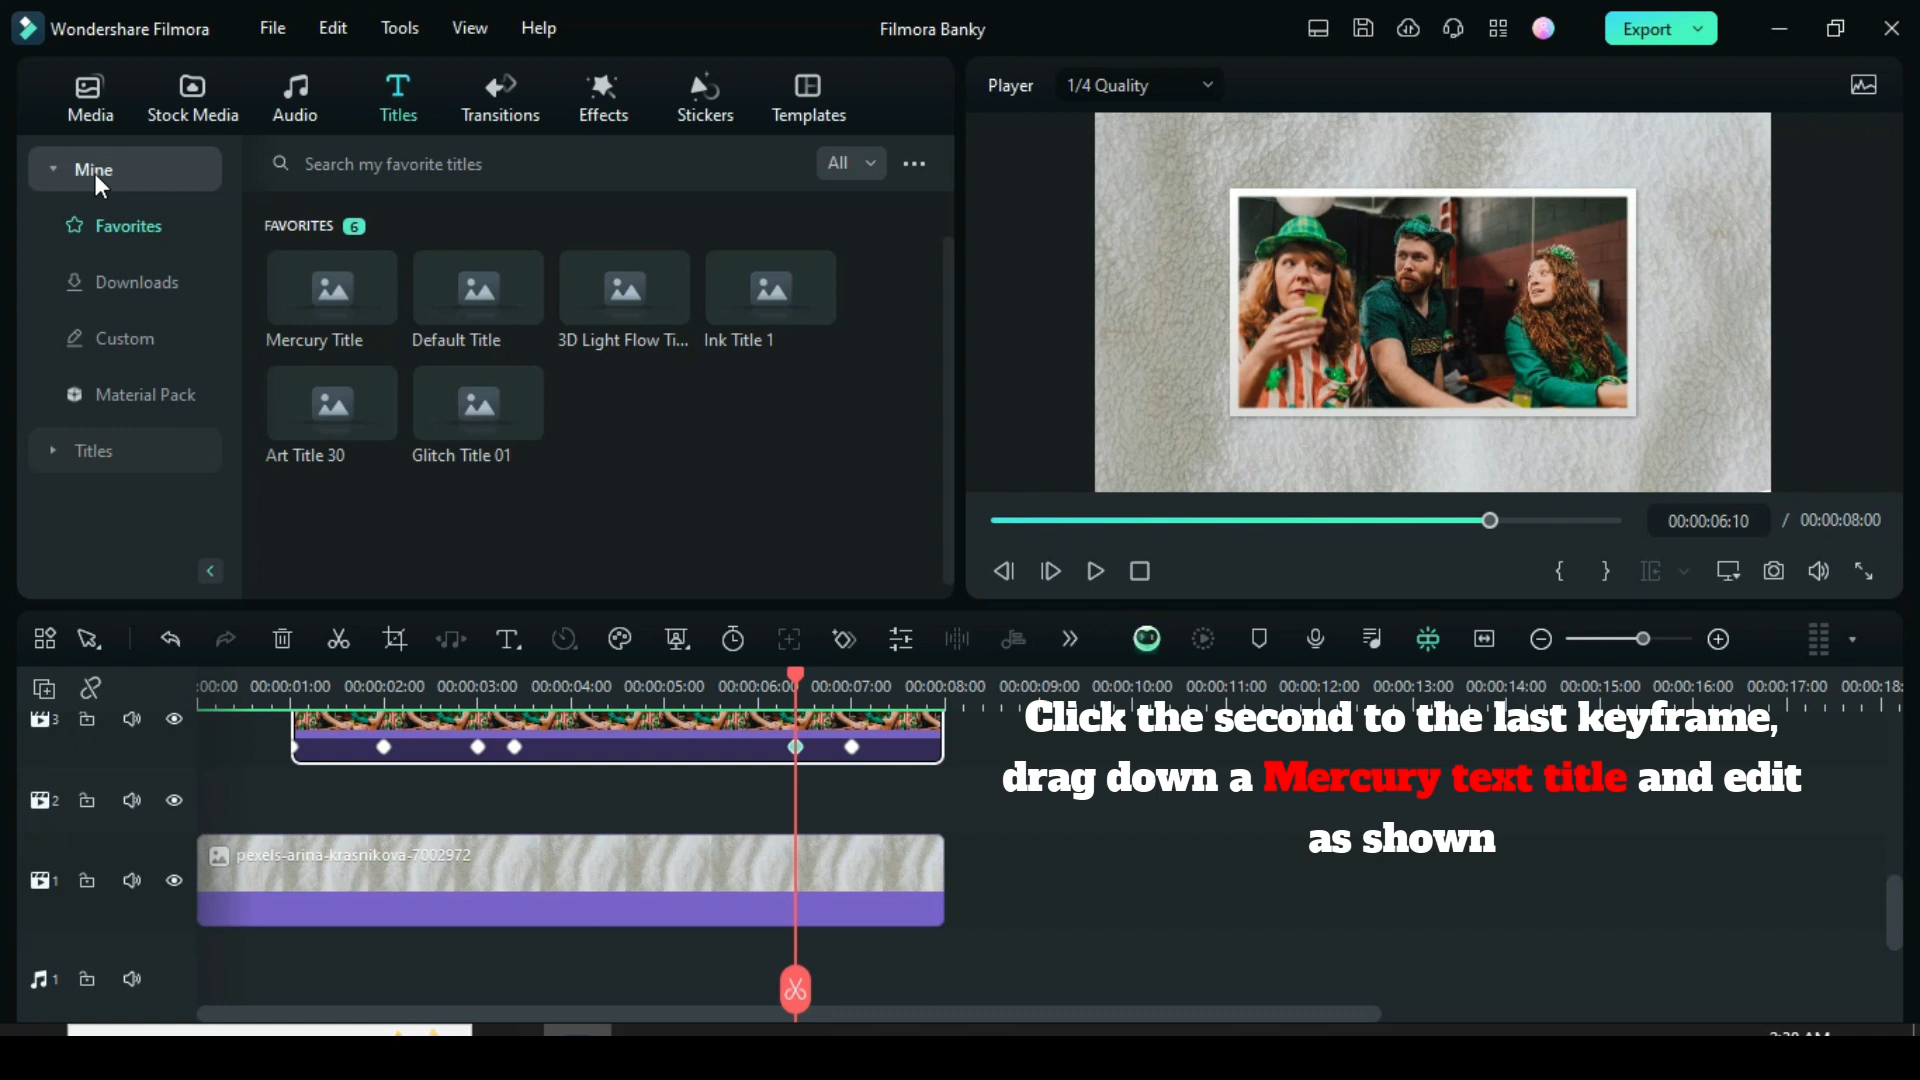 Wondershare Filmora
File
Edit
Tools
View
Help
Filmora Banky
Export
Media
Stock Media
Audio
Titles
Transitions
Effects
Stickers
Templates
Player
1/4 Quality
Mine
Search my favorite titles
All
Favorites
Downloads
Custom
Material Pack
Titles
FAVORITES 6
Mercury Title
Default Title
3D Light Flow Ti...
Ink Title 1
Art Title 30
Glitch Title 01
00:00:06:10 / 00:00:08:00
:00:00 00:00:01:00 00:00:02:00 00:00:03:00 00:00:04:00 00:00:05:00 00:00:06:0 00:00:07:00 00:00:08:00 00:00:09:00 00:00:10:00 00:00:11:00 00:00:12:00 00:00:13:00 00:00:14:00 00:00:15:00 00:00:16:00 00:00:17:00 00:00:18:
3
2
1
pexels-arina-krasnikova-7002972
1
Click the second to the last keyframe,
drag down a Mercury text title and edit
as shown